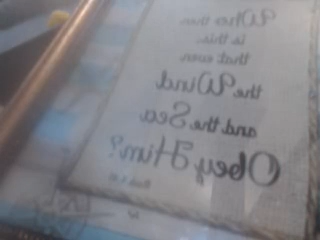 Who then
is this
that even
the Wind
and the Sea
Obey Him?